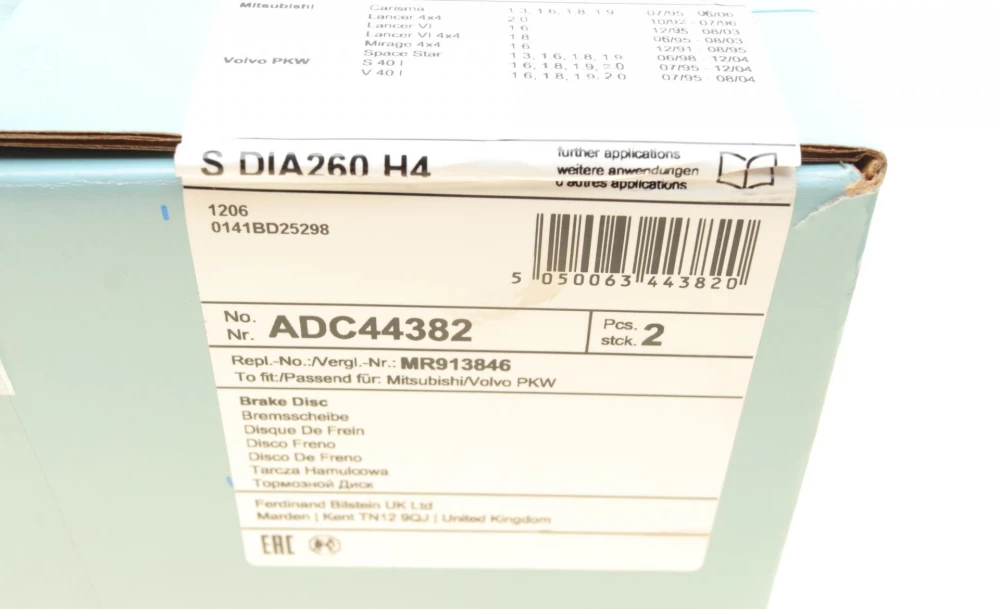 Mitsubishi Carisma 1.3, 1.6, 1.8, 1.9 07/95 - 06/06
Lancer 4x4 2.0 10/92 - 07/96
Lancer VI 1.6 12/95 - 08/03
Lancer VI 4x4 1.8 06/95 - 08/03
Mirage 4x4 1.6 12/91 - 08/95
Space Star 1.3, 1.6, 1.8, 1.9 06/98 - 12/04
Volvo PKW S 40 I 1.6, 1.8, 1.9, 2.0 07/95 - 12/04
V 40 I 1.6, 1.8, 1.9, 2.0 07/95 - 08/04
S DIA260 H4
further applications
weitere anwendungen
d'autres applications
1206
0141BD25298
5 050063 443820
No.
Nr. ADC44382
Pcs.
stck. 2
Repl.-No.:/Vergl.-Nr.: MR913846
To fit:/Passend für: Mitsubishi/Volvo PKW
Brake Disc
Bremsscheibe
Disque De Frein
Disco Freno
Disco De Freno
Tarcza Hamulcowa
Тормозной Диск
Ferdinand Bilstein UK Ltd
Marden | Kent TN12 9QJ | United Kingdom
EAC